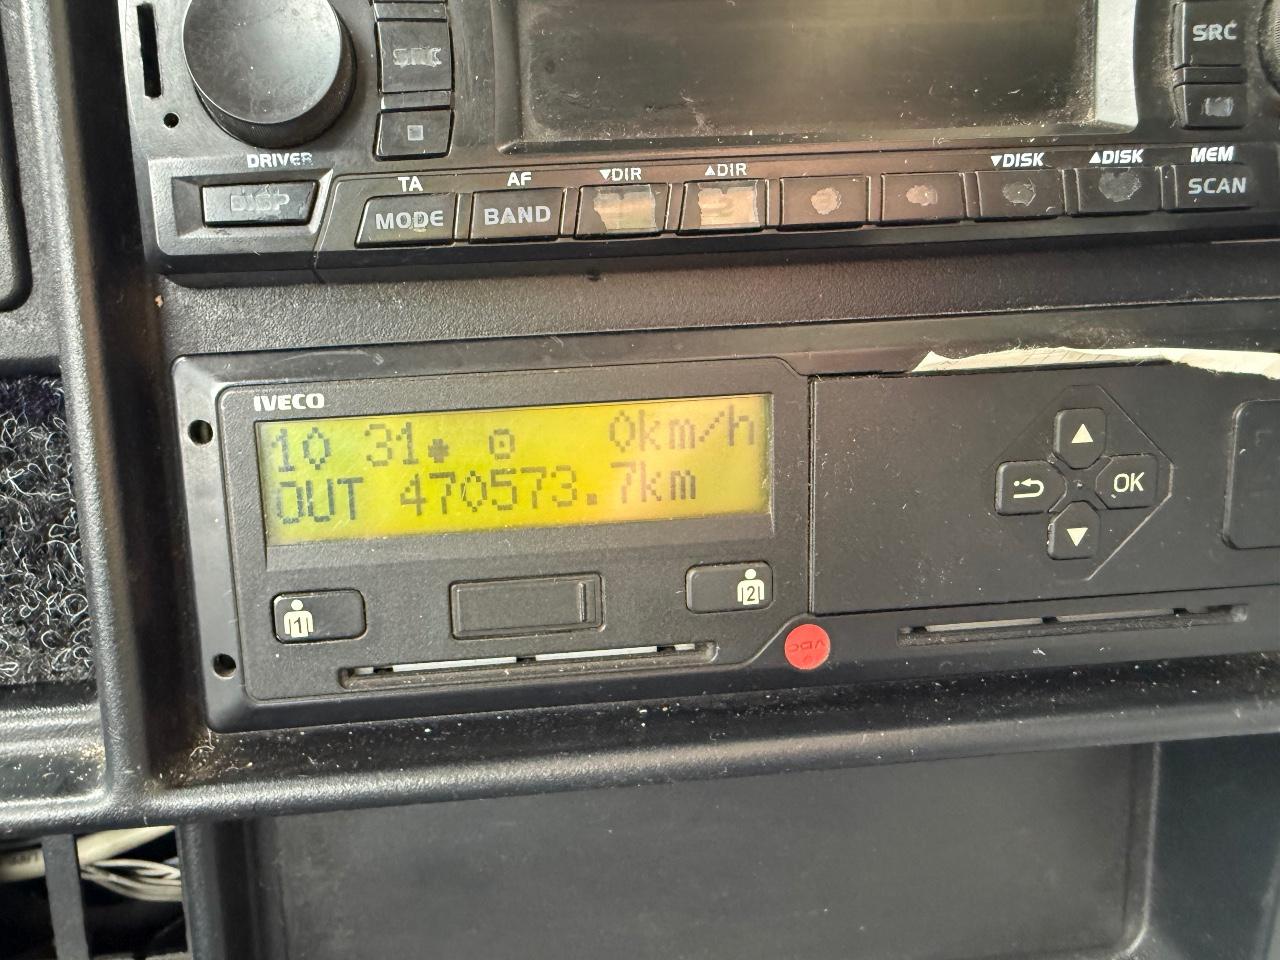 SRC
SRC
DRIVER
TA
AF
▼DIR
▲DIR
▼DISK
▲DISK
MEM
DISP
MODE
BAND
SCAN
IVECO
10 31 0km/h
OUT 470573.7km
▲
OK
▼
1
2
VDC